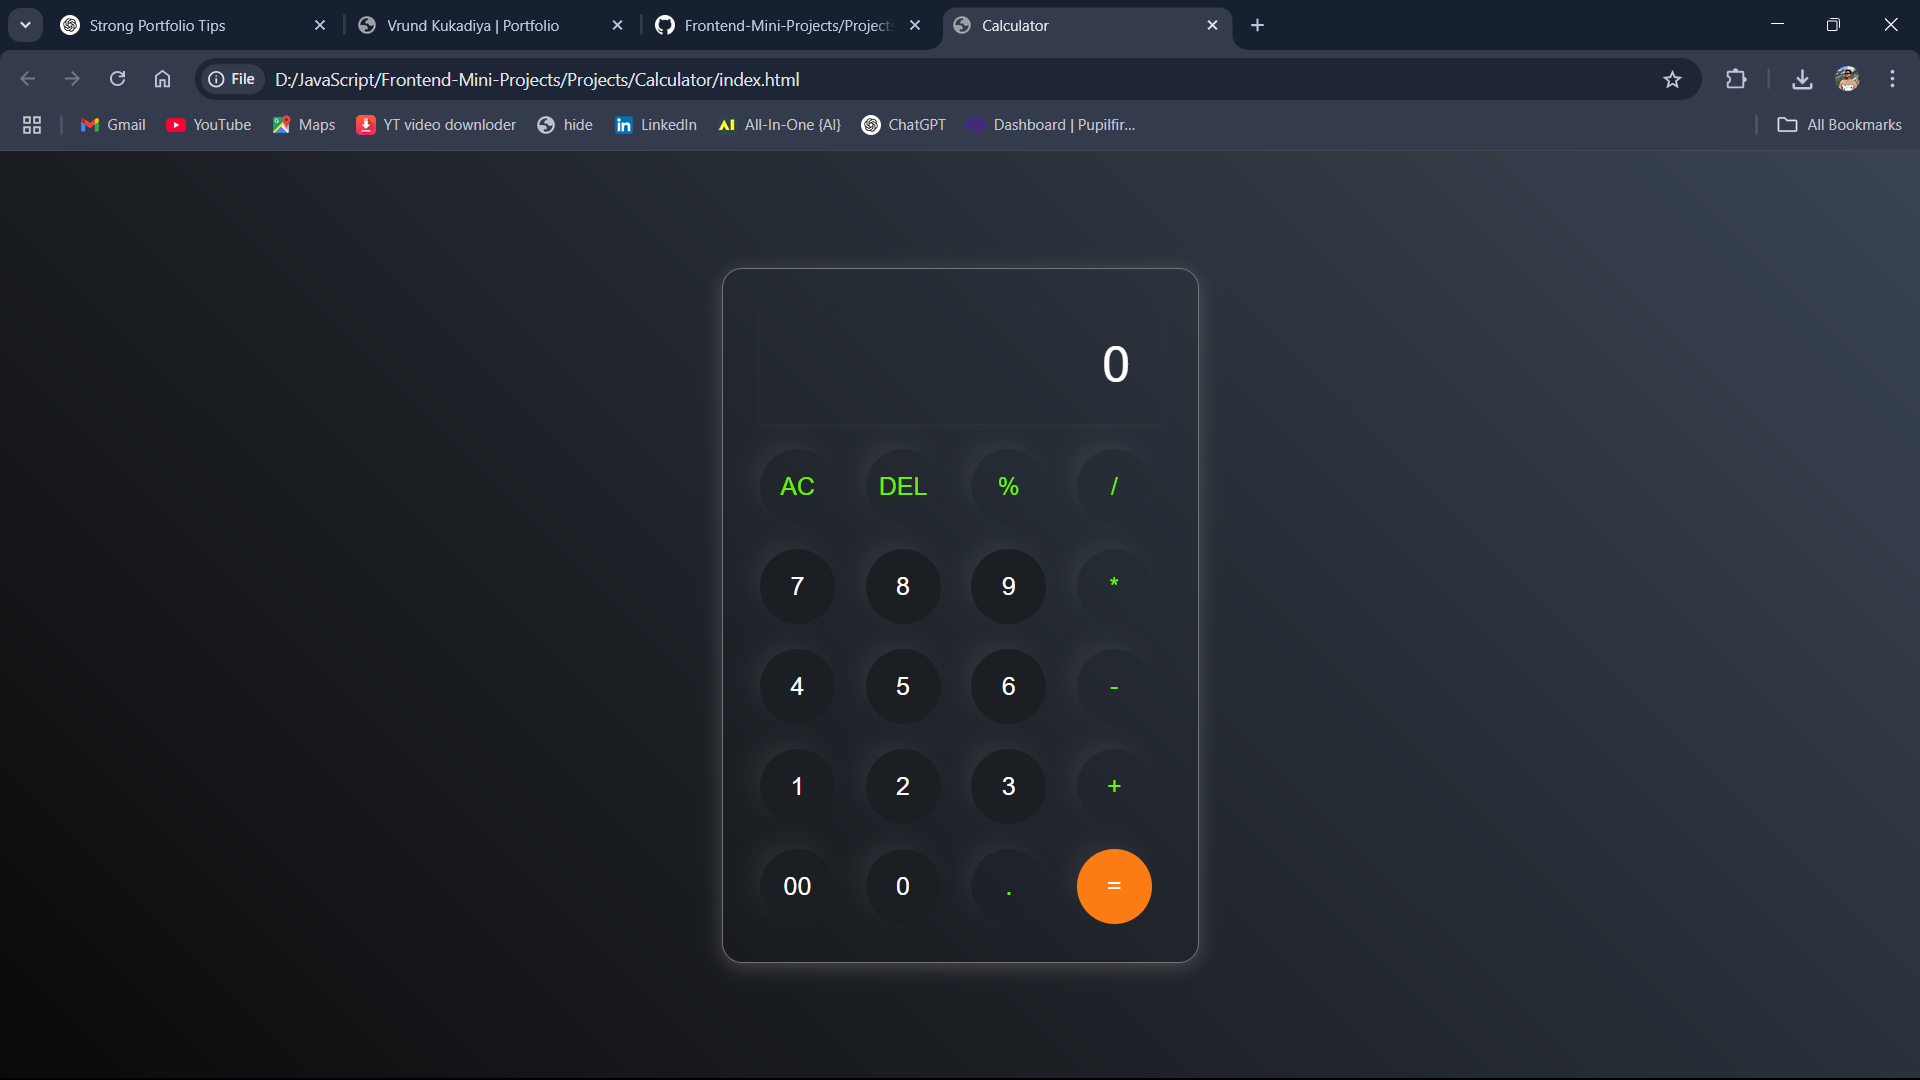 Strong Portfolio Tips
Vrund Kukadiya | Portfolio
Frontend-Mini-Projects/Projects
Calculator
File
D:/JavaScript/Frontend-Mini-Projects/Projects/Calculator/index.html
Gmail
YouTube
Maps
YT video downloder
hide
LinkedIn
All-In-One {AI}
ChatGPT
Dashboard | Pupilfir...
All Bookmarks
0
AC DEL % /
7 8 9 *
4 5 6 -
1 2 3 +
00 0 . =